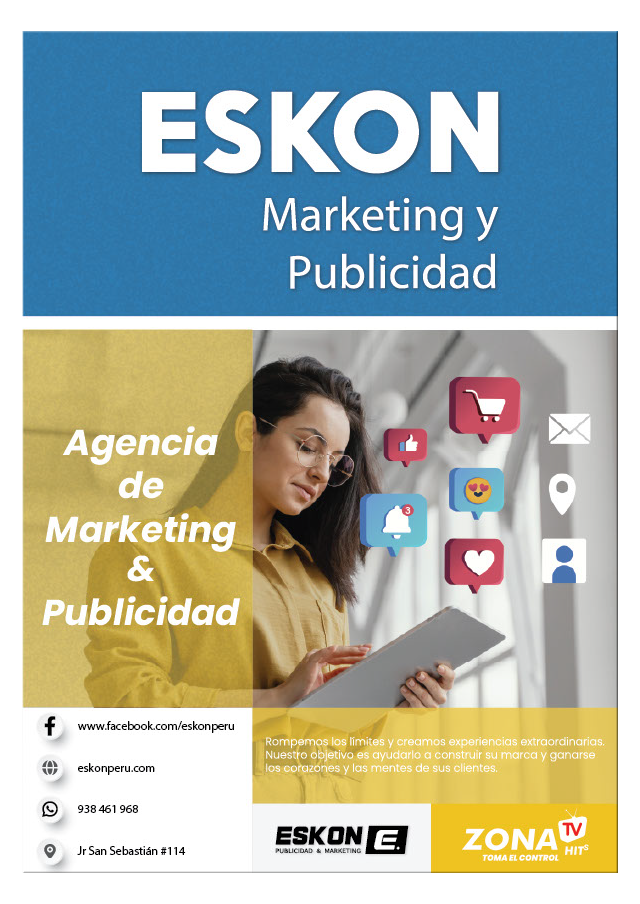 ESKON
Marketing y
Publicidad
Agencia
de
Marketing
&
Publicidad
3
www.facebook.com/eskonperu
eskonperu.com
938 461 968
Jr San Sebastián #114
Rompemos los límites y creamos experiencias extraordinarias.
Nuestro objetivo es ayudarlo a construir su marca y ganarse
los corazones y las mentes de sus clientes.
ESKON E.
PUBLICIDAD & MARKETING
ZONA TV
HITS
TOMA EL CONTROL